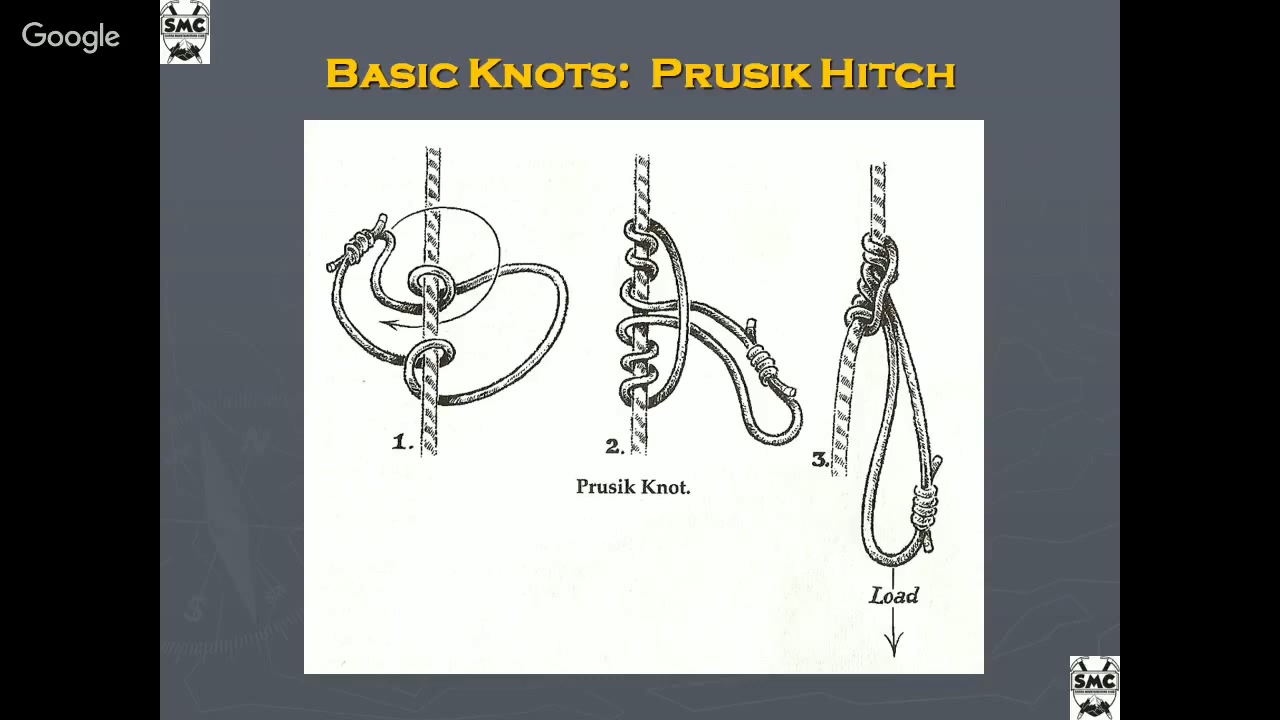 Google
SMC
BASIC KNOTS: PRUSIK HITCH
1.
2.
3.
Prusik Knot.
Load
SMC